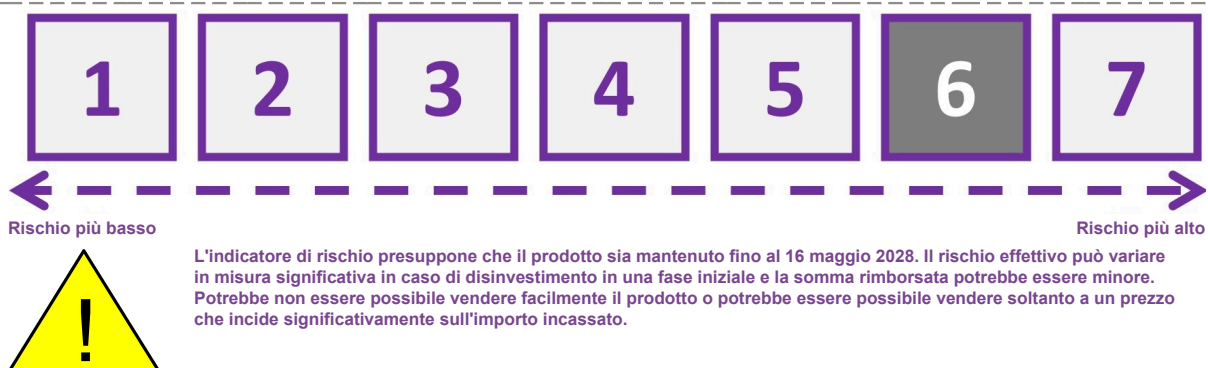 1 2 3 4 5 6 7
Rischio più basso Rischio più alto
L'indicatore di rischio presuppone che il prodotto sia mantenuto fino al 16 maggio 2028. Il rischio effettivo può variare
in misura significativa in caso di disinvestimento in una fase iniziale e la somma rimborsata potrebbe essere minore.
Potrebbe non essere possibile vendere facilmente il prodotto o potrebbe essere possibile vendere soltanto a un prezzo
che incide significativamente sull'importo incassato.
!